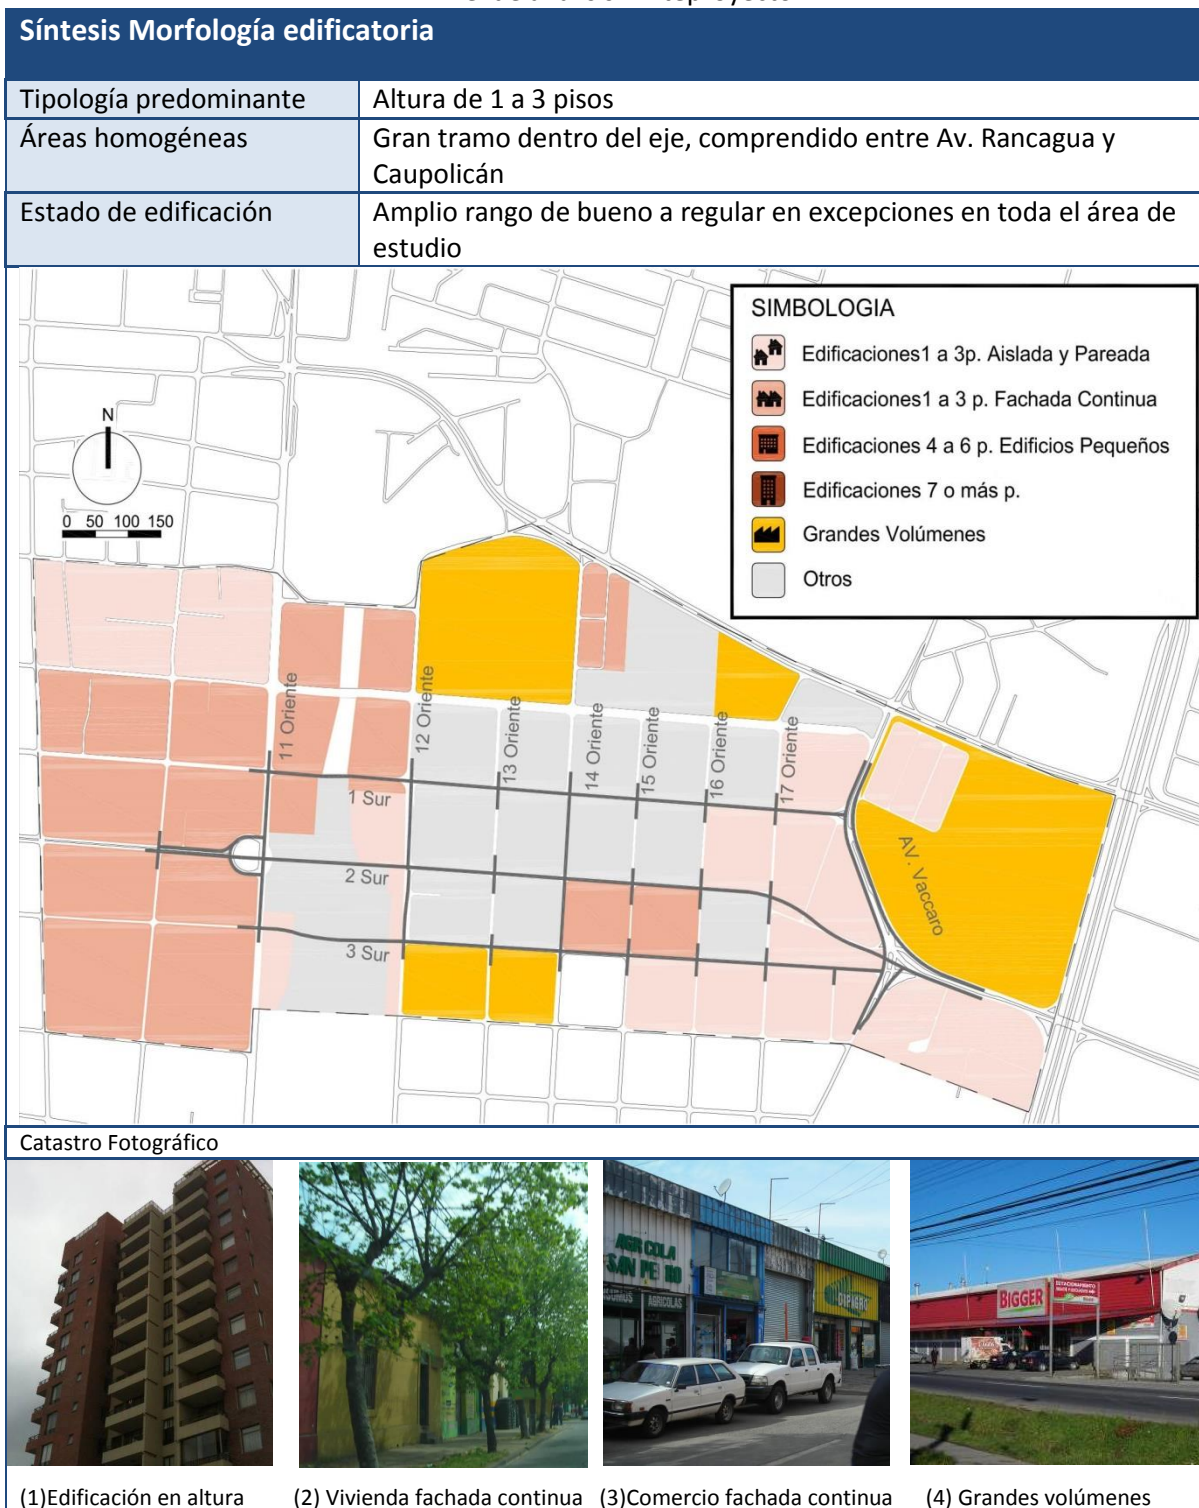 Síntesis Morfología edificatoria
Tipología predominante
Altura de 1 a 3 pisos
Áreas homogéneas
Gran tramo dentro del eje, comprendido entre Av. Rancagua y
Caupolicán
Estado de edificación
Amplio rango de bueno a regular en excepciones en toda el área de
estudio
SIMBOLOGIA
Edificaciones1 a 3p. Aislada y Pareada
Edificaciones1 a 3 p. Fachada Continua
Edificaciones 4 a 6 p. Edificios Pequeños
Edificaciones 7 o más p.
Grandes Volúmenes
Otros
N
0 50 100 150
11 Oriente
12 Oriente
13 Oriente
14 Oriente
15 Oriente
16 Oriente
17 Oriente
1 Sur
2 Sur
3 Sur
AV. Vaccaro
Catastro Fotográfico
AGRICOLA
SAN PEDRO
AGRICOLAS
BIGGER
ESTACIONAMIENTO
(1)Edificación en altura
(2) Vivienda fachada continua
(3)Comercio fachada continua
(4) Grandes volúmenes